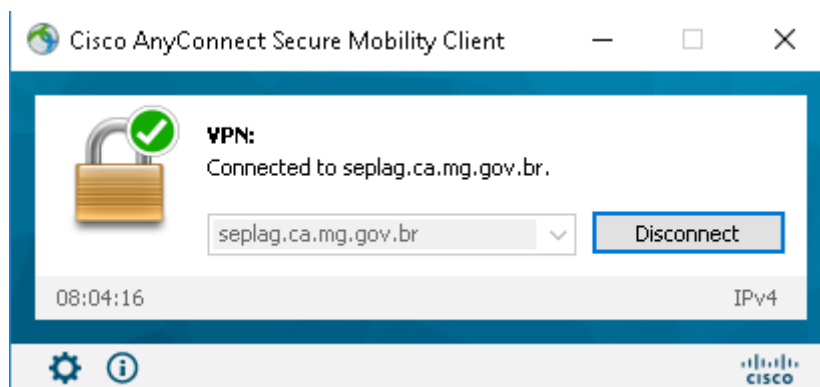 Cisco AnyConnect Secure Mobility Client
VPN:
Connected to seplag.ca.mg.gov.br.
seplag.ca.mg.gov.br
Disconnect
08:04:16
IPv4
CISCO